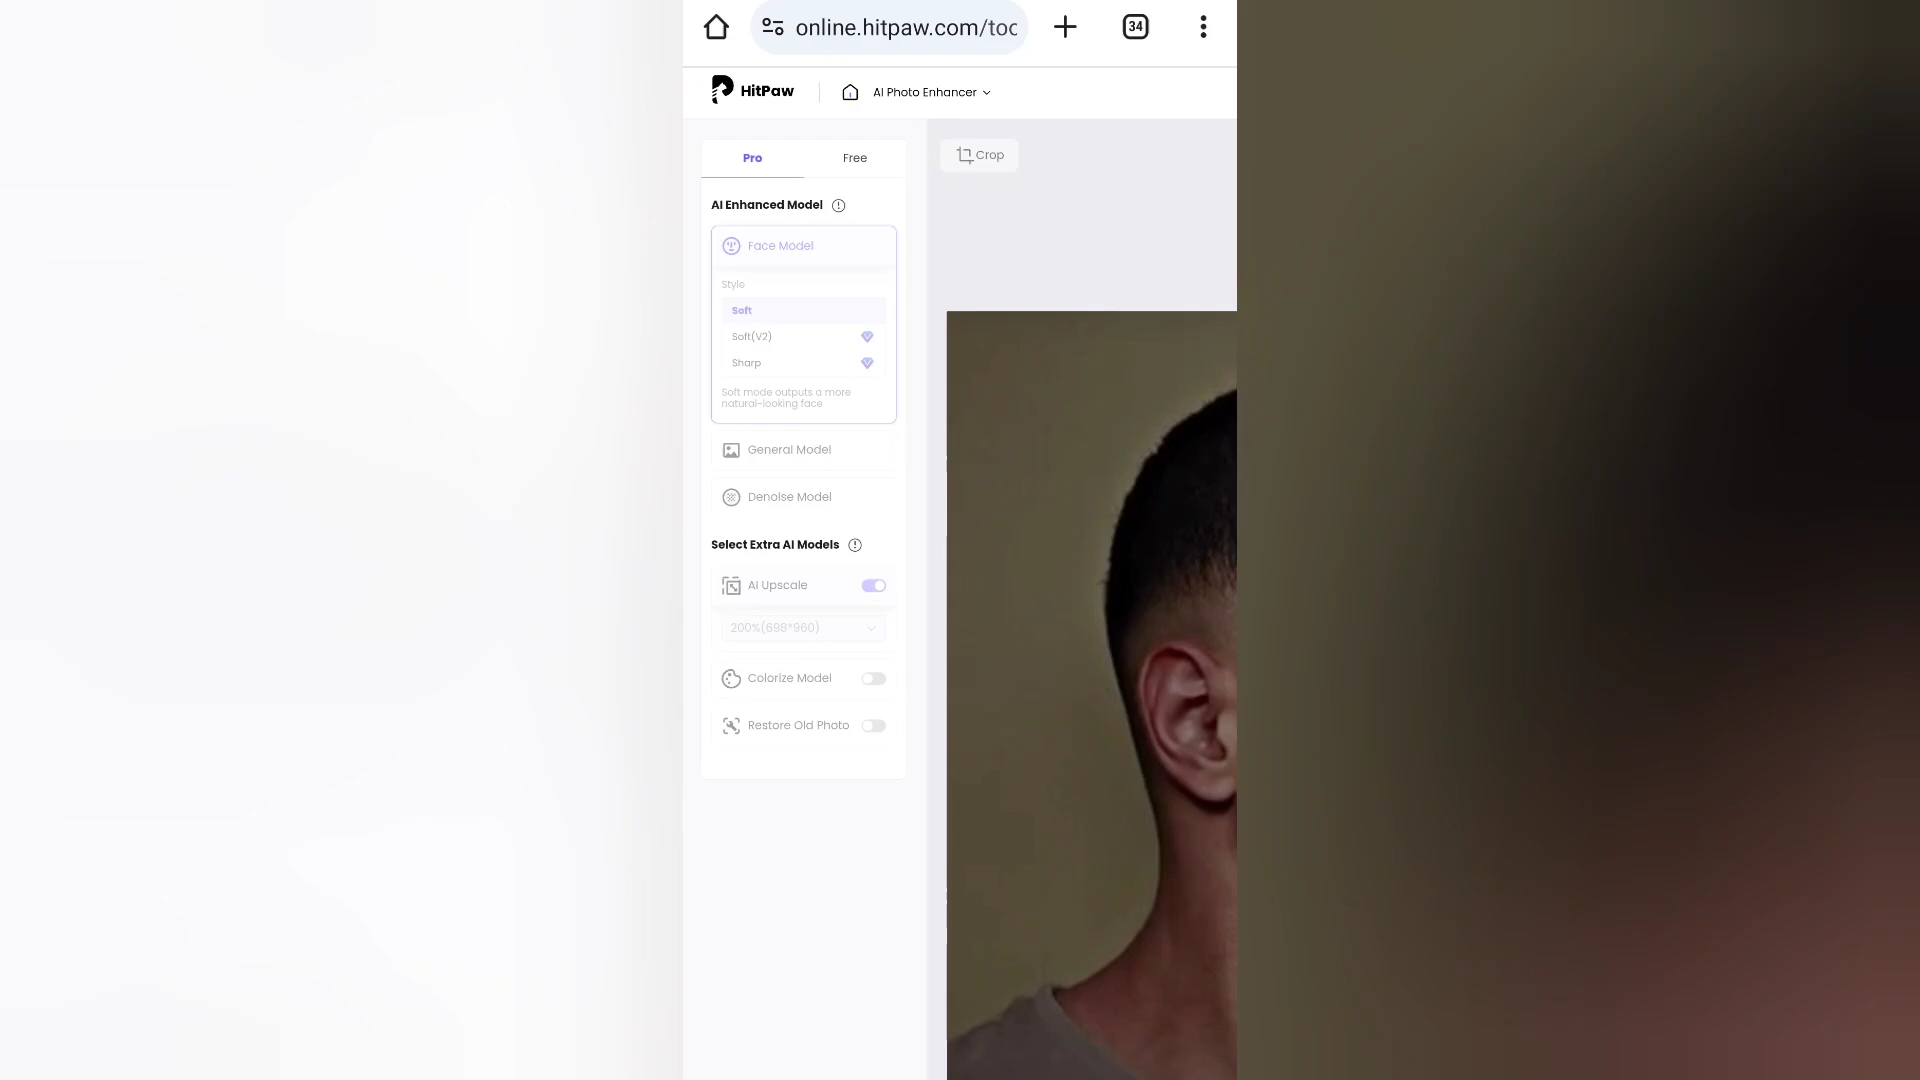 online.hitpaw.com/too
34
HitPaw
AI Photo Enhancer
Pro
Free
Crop
AI Enhanced Model
Face Model
Style
Soft
Soft(V2)
Sharp
Soft mode outputs a more
natural-looking face
General Model
Denoise Model
Select Extra AI Models
AI Upscale
200%(698*960)
Colorize Model
Restore Old Photo